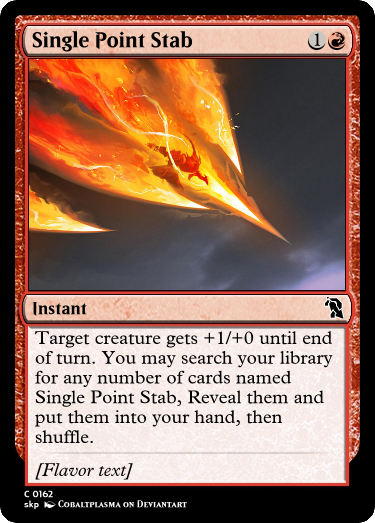 Single Point Stab 1
Instant
Target creature gets +1/+0 until end
of turn. You may search your library
for any number of cards named
Single Point Stab, Reveal them and
put them into your hand, then
shuffle.
[Flavor text]
C 0162
skp Cobaltplasma on Deviantart